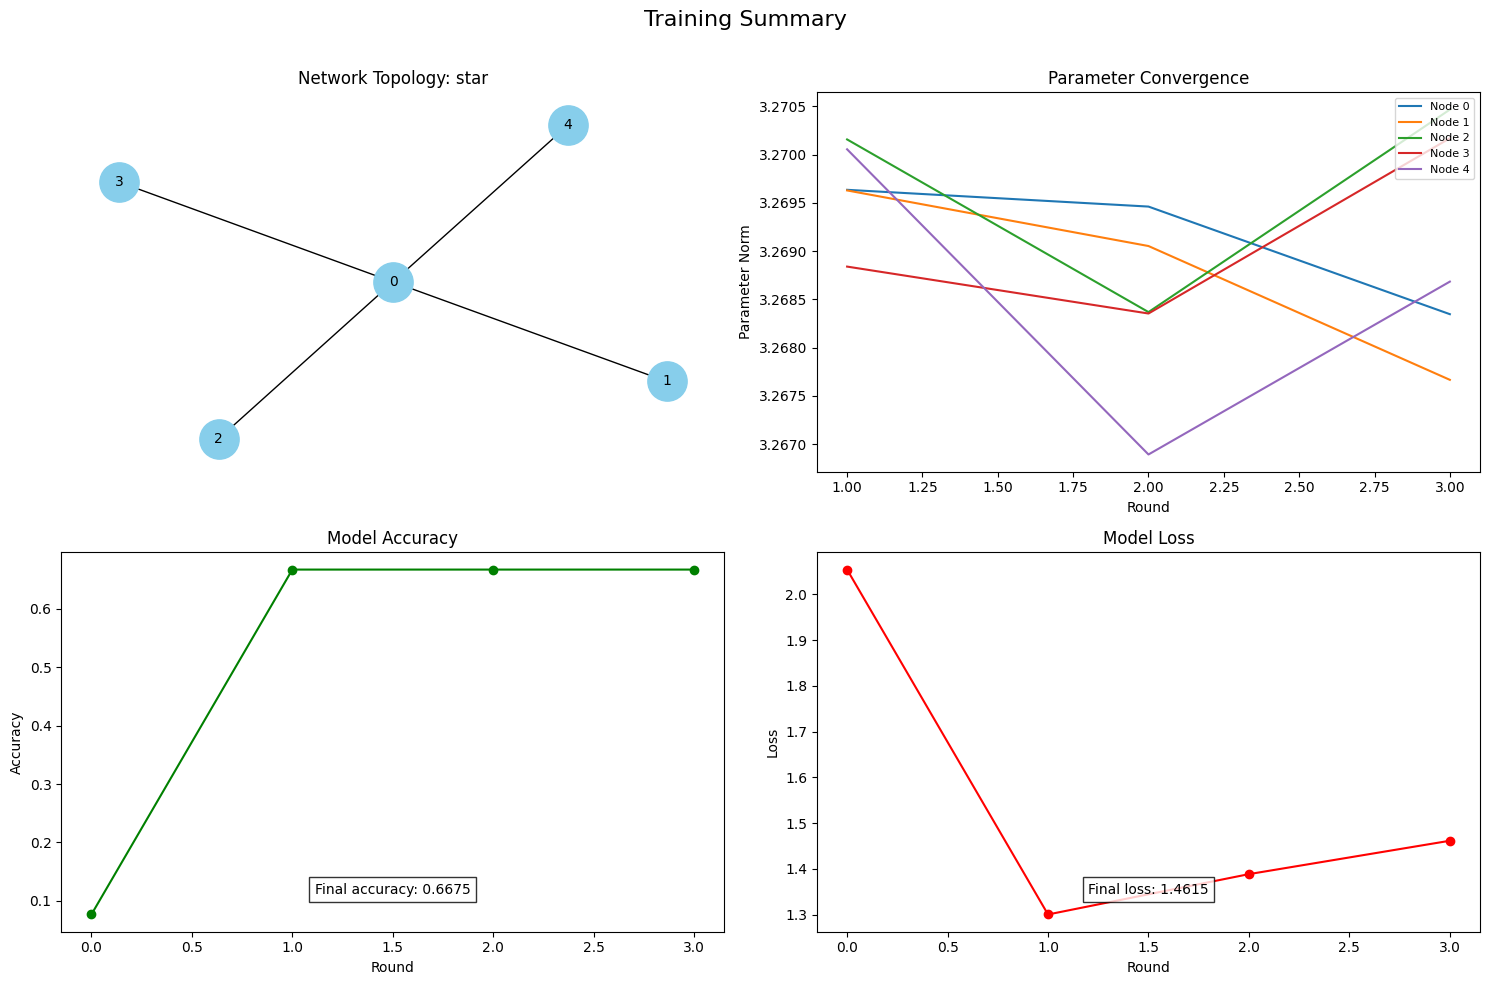 Training Summary
Network Topology: star
4
3
0
1
2
Parameter Convergence
3.2705
3.2700
3.2695
3.2690
3.2685
3.2680
3.2675
3.2670
Parameter Norm
Node 0
Node 1
Node 2
Node 3
Node 4
1.00 1.25 1.50 1.75 2.00 2.25 2.50 2.75 3.00
Round
Model Accuracy
0.6
0.5
0.4
0.3
0.2
0.1
Accuracy
Final accuracy: 0.6675
0.0 0.5 1.0 1.5 2.0 2.5 3.0
Round
Model Loss
2.0
1.9
1.8
1.7
1.6
1.5
1.4
1.3
Loss
Final loss: 1.4615
0.0 0.5 1.0 1.5 2.0 2.5 3.0
Round